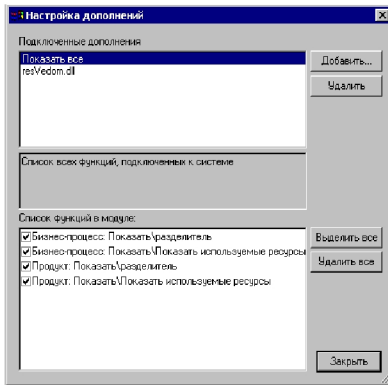 Настройка дополнений
Подключенные дополнения
Показать все
resVedom.dll
Добавить...
Удалить
Список всех функций, подключенных к системе
Список функций в модуле:
Бизнес-процесс: Показать\разделитель
Бизнес-процесс: Показать\Показать используемые ресурсы
Продукт: Показать\разделитель
Продукт: Показать\Показать используемые ресурсы
Выделить все
Удалить все
Закрыть